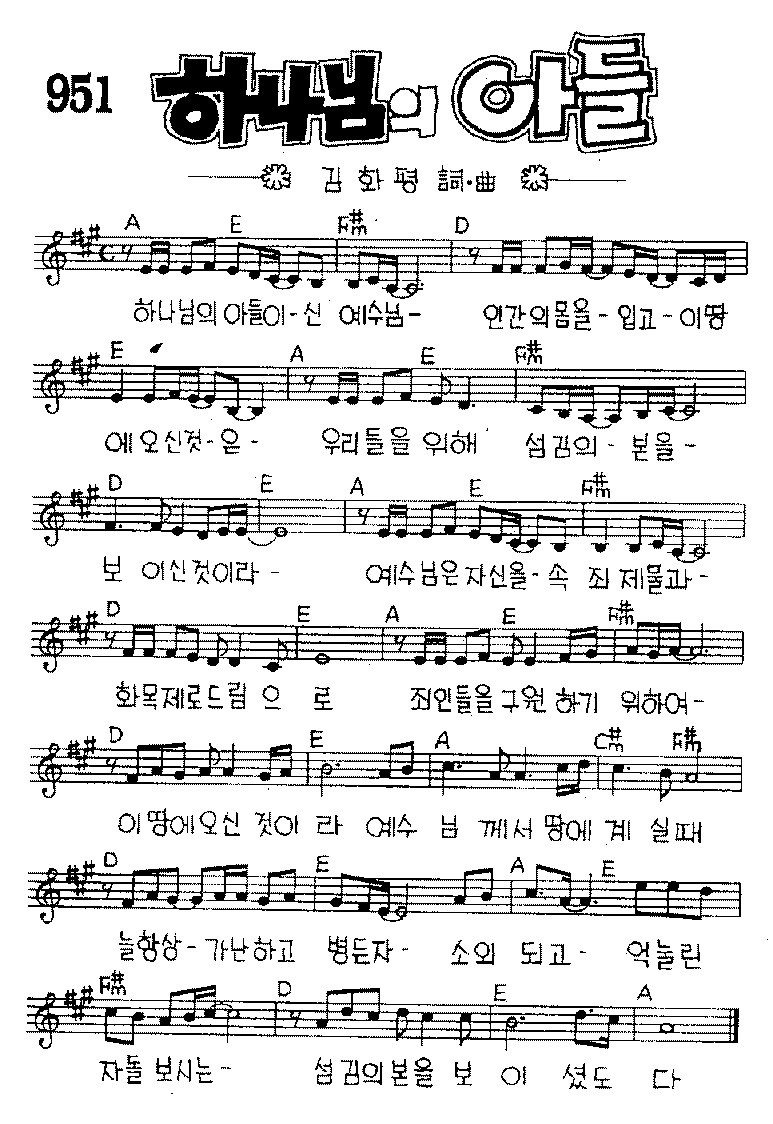 951 하나님의 아들
김화평 詞·曲
A E F#m D
하나님의 아들이-신 예수님- 인간의몸을-입고-이땅
E A E F#m
에 오신것-은- 우리들을 위해 섬김의-본을-
D E A E F#m
보 이신것이라- 예수님은자신을-속 죄 제물과-
D E A E F#m
화목제로드림 으 로 죄인들을구원 하기 위하여-
D E A C#m F#m
이 땅에오신 것이 라 예수 님 께서 땅에 계 실때
D E A E
늘항상-가난하고 병든자- 소외 되고- 억눌린
F#m D E A
자돌 보시는- 섬김의본을 보 이 셨도 다